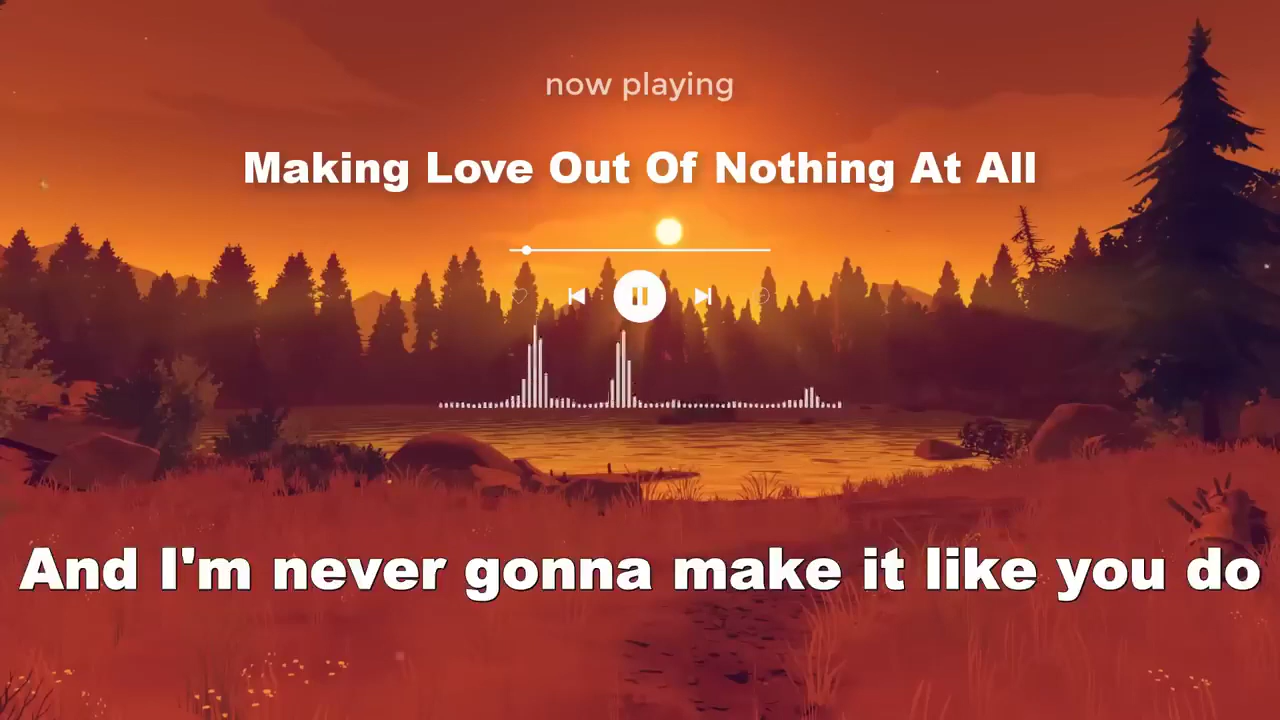 now playing
Making Love Out Of Nothing At All
And I'm never gonna make it like you do